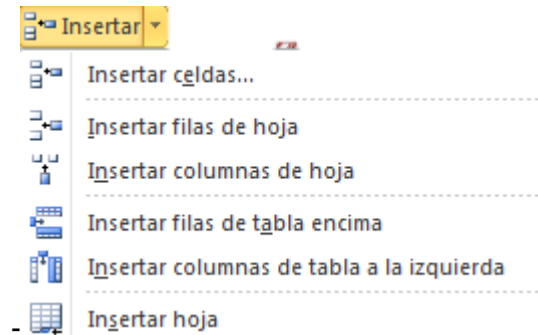 Insertar
Insertar celdas...
Insertar filas de hoja
Insertar columnas de hoja
Insertar filas de tabla encima
Insertar columnas de tabla a la izquierda
- Insertar hoja